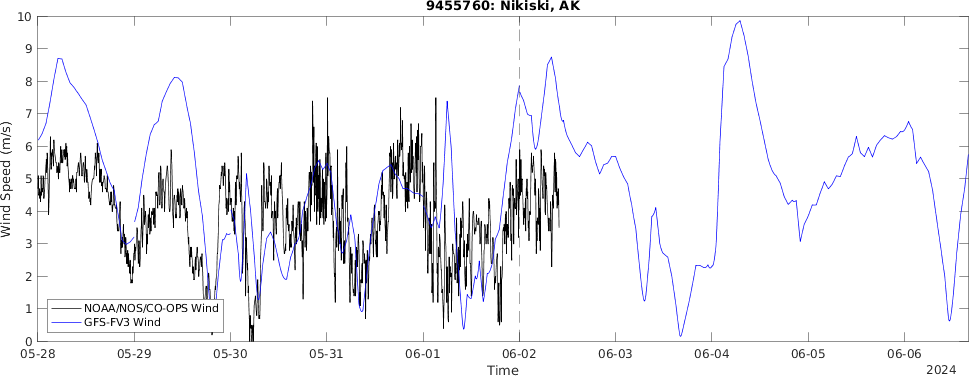 9455760: Nikiski, AK
10
9
8
7
6
5
4
3
2
1
0
Wind Speed (m/s)
NOAA/NOS/CO-OPS Wind
GFS-FV3 Wind
05-28 05-29 05-30 05-31 06-01 06-02 06-03 06-04 06-05 06-06
Time
2024